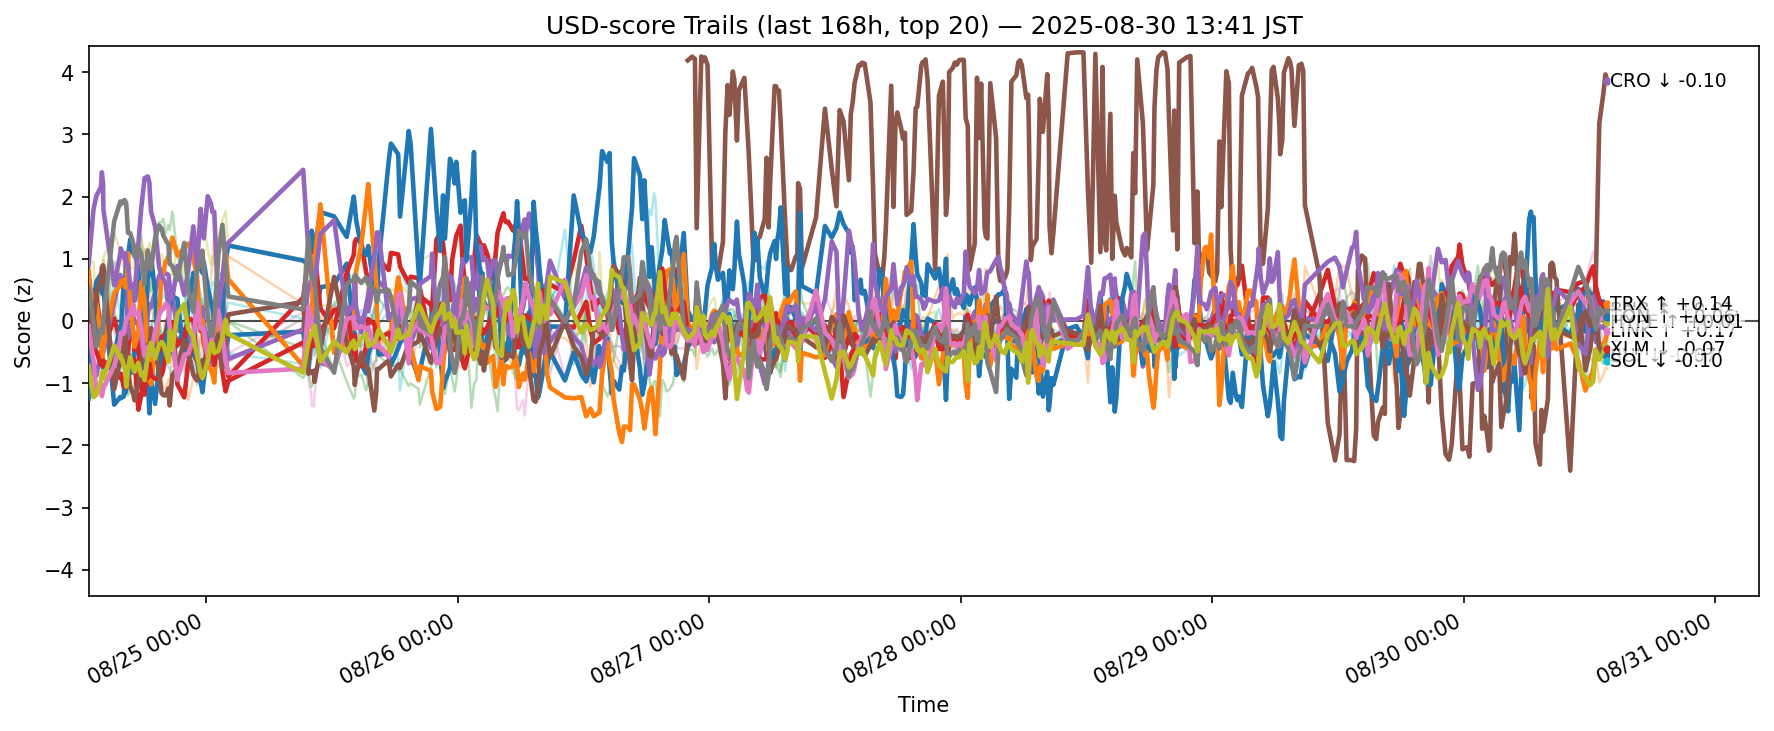 USD-score Trails (last 168h, top 20) — 2025-08-30 13:41 JST
4
3
2
1
0
−1
−2
−3
−4
Score (z)
CRO ↓ -0.10
TRX ↑ +0.14
TON ↑ +0.06
LINK ↑ +0.17
XLM ↓ -0.07
SOL ↓ -0.10
08/25 00:00
08/26 00:00
08/27 00:00
08/28 00:00
08/29 00:00
08/30 00:00
08/31 00:00
Time